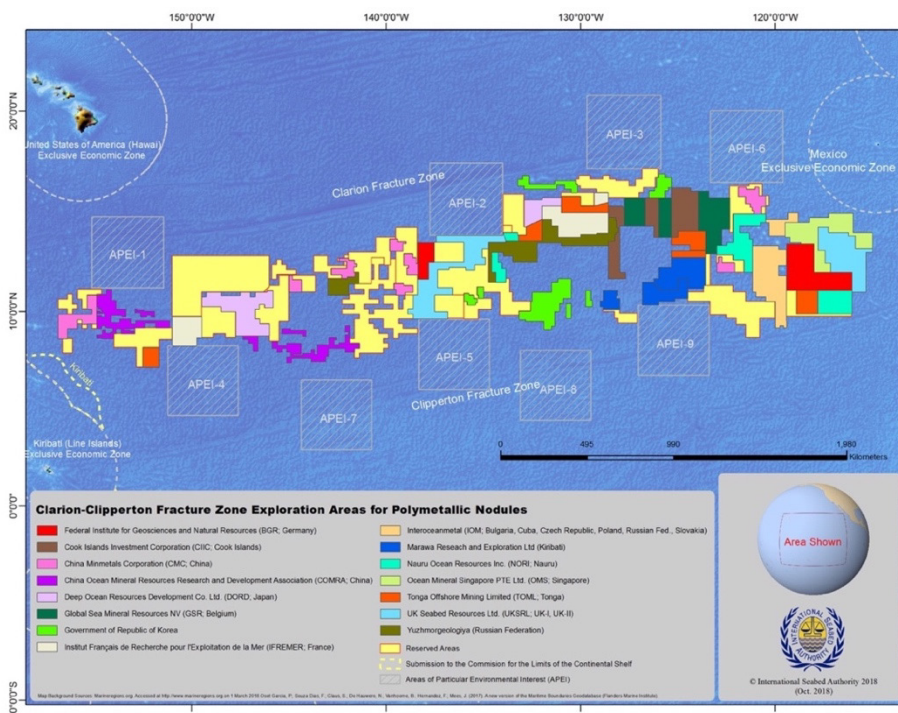 150°0'0"W
140°0'0"W
130°0'0"W
120°0'0"W
20°0'0"N
10°0'0"N
0°0'0"
10°0'0"S
United States of America (Hawai)
Exclusive Economic Zone
Mexico
Exclusive Economic Zone
Clarion Fracture Zone
Clipperton Fracture Zone
APEI-1
APEI-2
APEI-3
APEI-6
APEI-4
APEI-5
APEI-9
APEI-7
APEI-8
Kiribati
Kiribati (Line Islands)
Exclusive Economic Zone
0 495 990 1,980
Kilometers
Clarion-Clipperton Fracture Zone Exploration Areas for Polymetallic Nodules
Federal Institute for Geosciences and Natural Resources (BGR; Germany)
Cook Islands Investment Corporation (CIIC; Cook Islands)
China Minmetals Corporation (CMC; China)
China Ocean Mineral Resources Research and Development Association (COMRA; China)
Deep Ocean Resources Development Co. Ltd. (DORD; Japan)
Global Sea Mineral Resources NV (GSR; Belgium)
Government of Republic of Korea
Institut Français de Recherche pour l'Exploitation de la Mer (IFREMER; France)
Interoceanmetal (IOM; Bulgaria, Cuba, Czech Republic, Poland, Russian Fed., Slovakia)
Marawa Reseach and Exploration Ltd (Kiribati)
Nauru Ocean Resources Inc. (NORI; Nauru)
Ocean Mineral Singapore PTE Ltd. (OMS; Singapore)
Tonga Offshore Mining Limited (TOML; Tonga)
UK Seabed Resources Ltd. (UKSRL; UK-I, UK-II)
Yuzhmorgeologiya (Russian Federation)
Reserved Areas
Submission to the Commision for the Limits of the Continental Shelf
Areas of Particular Environmental Interest (APEI)
Area Shown
INTERNATIONAL SEABED
AUTHORITY
© International Seabed Authority 2018
(Oct. 2018)